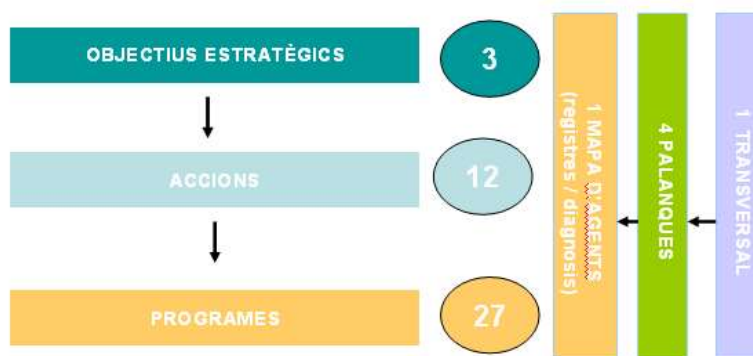 OBJECTIUS ESTRATÈGICS
3
ACCIONS
12
PROGRAMES
27
1 MAPA D'AGENTS
(registres / diagnosis)
4 PALANQUES
1 TRANSVERSAL